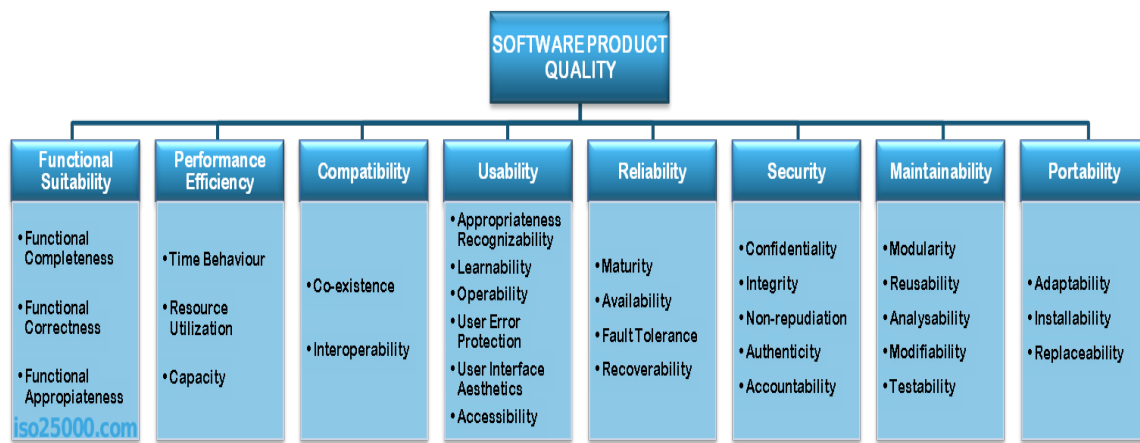 SOFTWARE PRODUCT
QUALITY
Functional
Suitability
• Functional
Completeness
• Functional
Correctness
• Functional
Appropiateness
Performance
Efficiency
• Time Behaviour
• Resource
Utilization
• Capacity
Compatibility
• Co-existence
• Interoperability
Usability
• Appropriateness
Recognizability
• Learnability
• Operability
• User Error
Protection
• User Interface
Aesthetics
• Accessibility
Reliability
• Maturity
• Availability
• Fault Tolerance
• Recoverability
Security
• Confidentiality
• Integrity
• Non-repudiation
• Authenticity
• Accountability
Maintainability
• Modularity
• Reusability
• Analysability
• Modifiability
• Testability
Portability
• Adaptability
• Installability
• Replaceability
iso25000.com